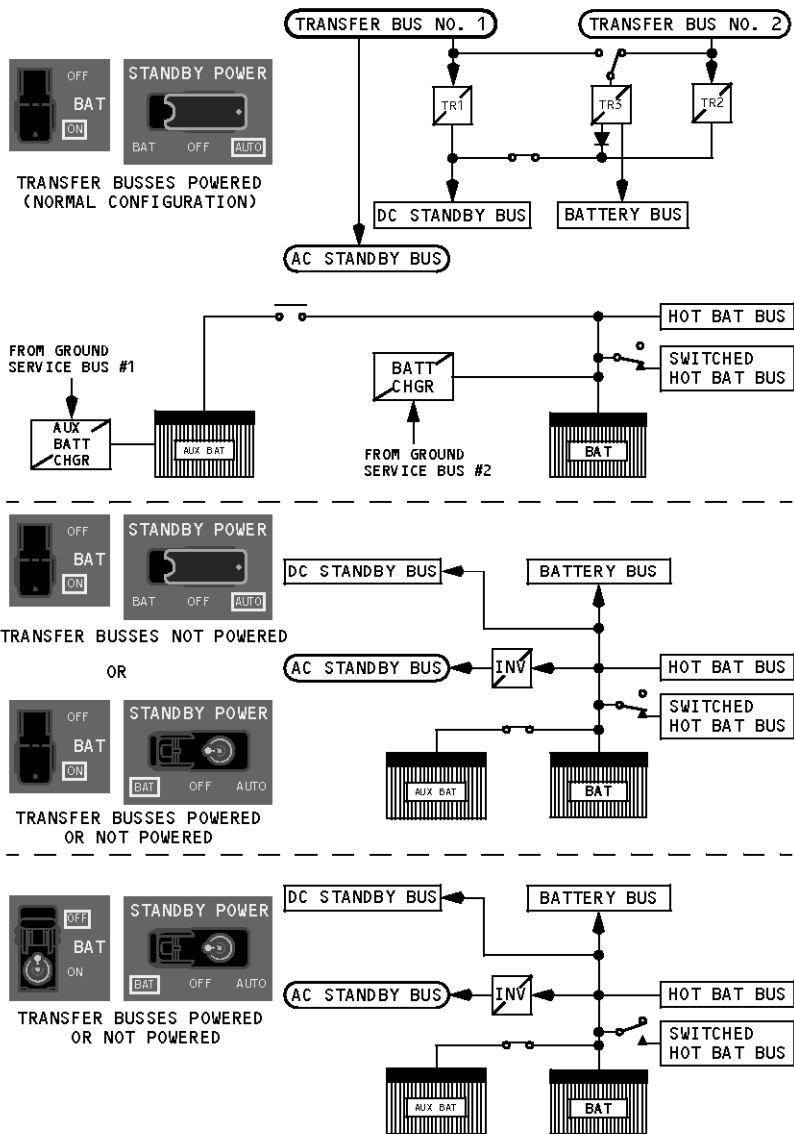 TRANSFER BUS NO. 1
TRANSFER BUS NO. 2
OFF
BAT
ON
STANDBY POWER
BAT OFF AUTO
TRANSFER BUSSES POWERED
(NORMAL CONFIGURATION)
TR1
TR3
TR2
DC STANDBY BUS
BATTERY BUS
AC STANDBY BUS
HOT BAT BUS
SWITCHED
HOT BAT BUS
FROM GROUND
SERVICE BUS #1
BATT
CHGR
AUX
BATT
CHGR
AUX BAT
FROM GROUND
SERVICE BUS #2
BAT
OFF
BAT
ON
STANDBY POWER
BAT OFF AUTO
TRANSFER BUSSES NOT POWERED
OR
DC STANDBY BUS
BATTERY BUS
AC STANDBY BUS
INV
HOT BAT BUS
SWITCHED
HOT BAT BUS
OFF
BAT
ON
STANDBY POWER
BAT OFF AUTO
TRANSFER BUSSES POWERED
OR NOT POWERED
AUX BAT
BAT
OFF
BAT
ON
STANDBY POWER
BAT OFF AUTO
TRANSFER BUSSES POWERED
OR NOT POWERED
DC STANDBY BUS
BATTERY BUS
AC STANDBY BUS
INV
HOT BAT BUS
SWITCHED
HOT BAT BUS
AUX BAT
BAT